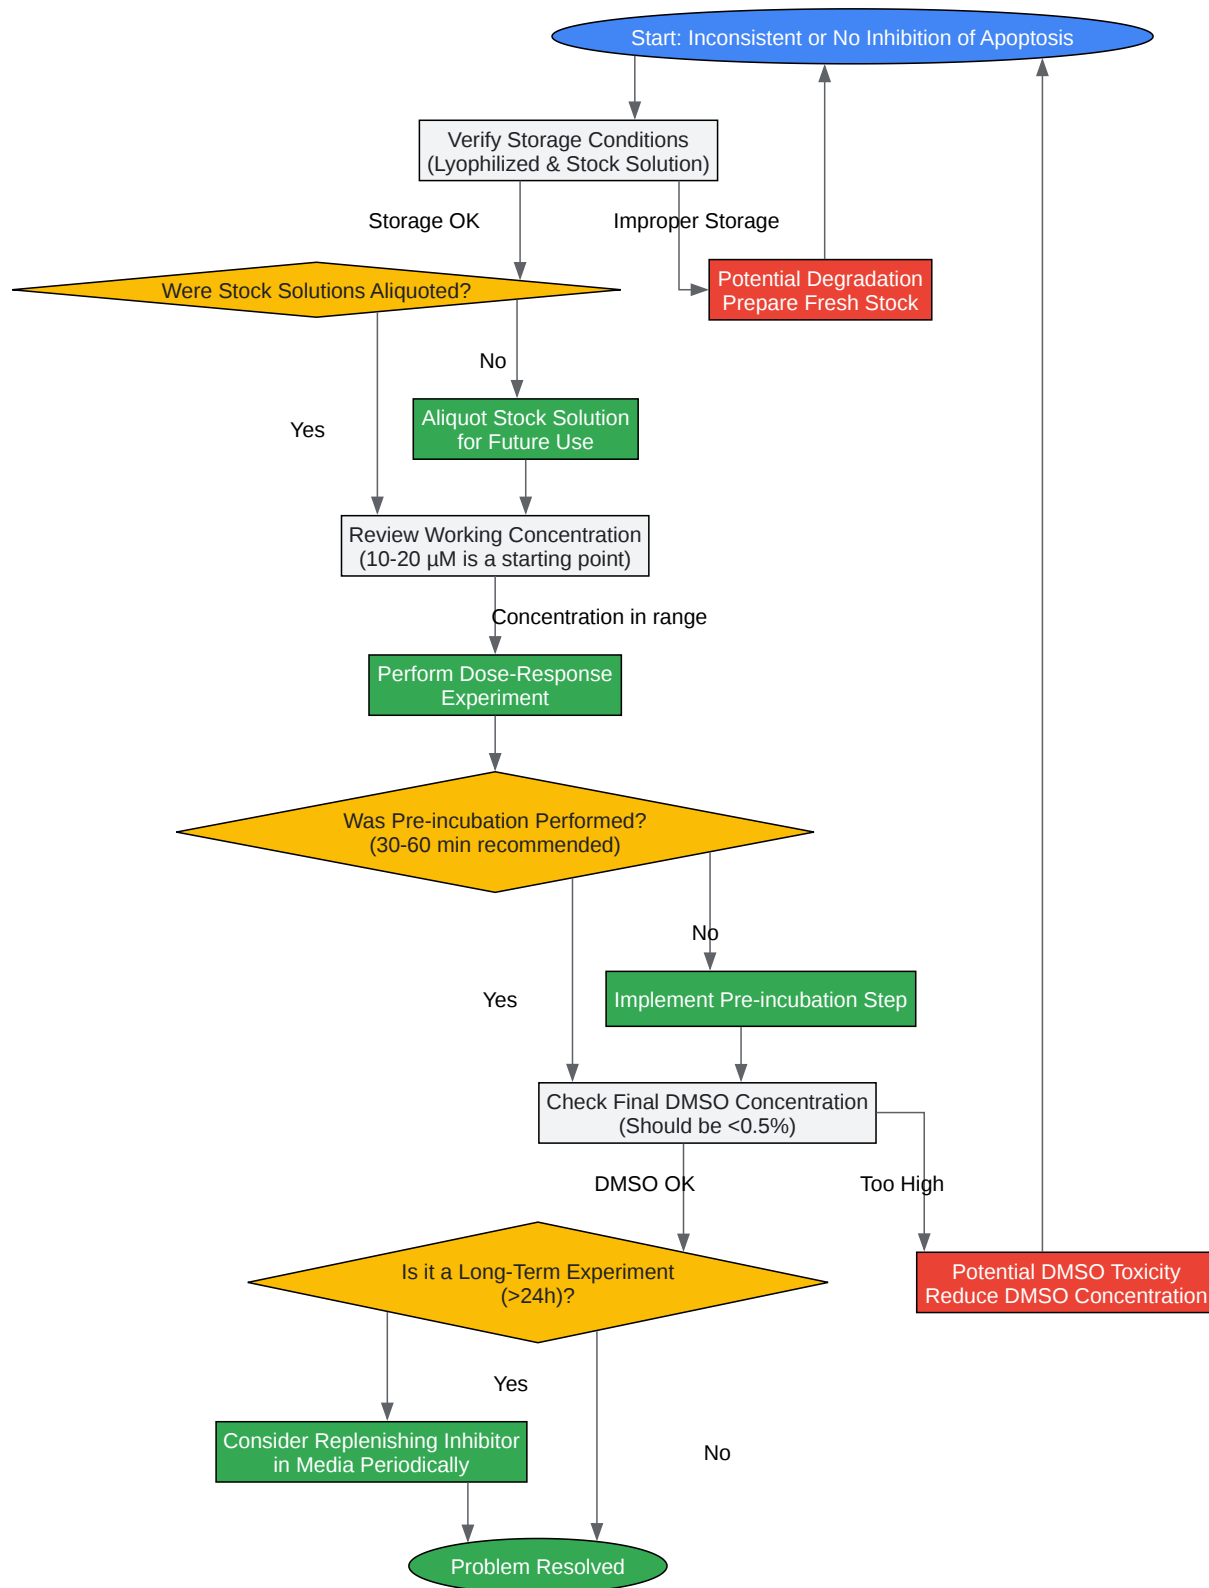 Start: Inconsistent or No Inhibition of Apoptosis
Verify Storage Conditions
(Lyophilized & Stock Solution)
Storage OK
Improper Storage
Were Stock Solutions Aliquoted?
Potential Degradation
Prepare Fresh Stock
No
Yes
Aliquot Stock Solution
for Future Use
Review Working Concentration
(10-20 µM is a starting point)
Concentration in range
Perform Dose-Response
Experiment
Was Pre-incubation Performed?
(30-60 min recommended)
No
Yes
Implement Pre-incubation Step
Check Final DMSO Concentration
(Should be <0.5%)
DMSO OK
Too High
Is it a Long-Term Experiment
(>24h)?
Potential DMSO Toxicity
Reduce DMSO Concentration
Yes
No
Consider Replenishing Inhibitor
in Media Periodically
Problem Resolved